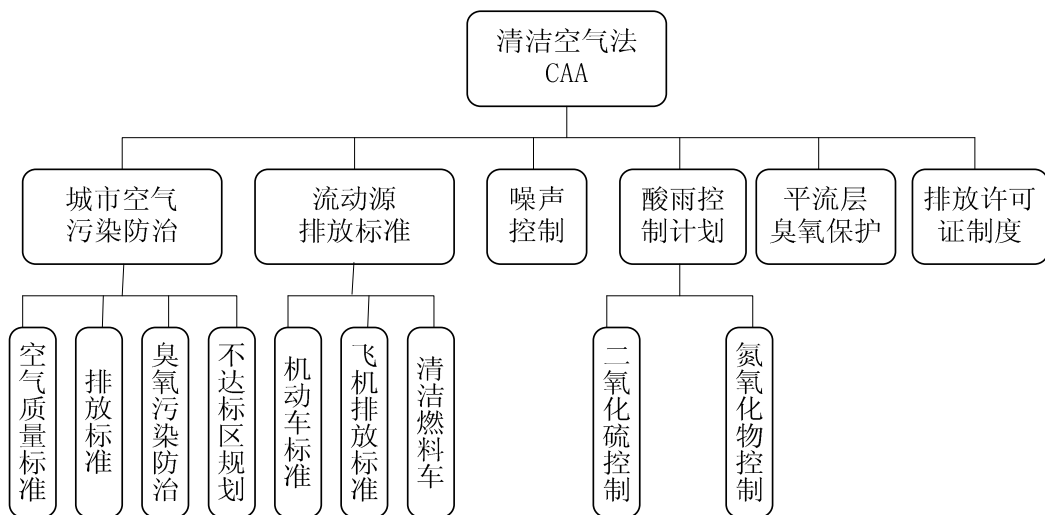 清洁空气法
CAA
城市空气
污染防治
流动源
排放标准
噪声
控制
酸雨控
制计划
平流层
臭氧保护
排放许可
证制度
空气质量标准
排放标准
臭氧污染防治
不达标区规划
机动车标准
飞机排放标准
清洁燃料车
二氧化硫控制
氮氧化物控制